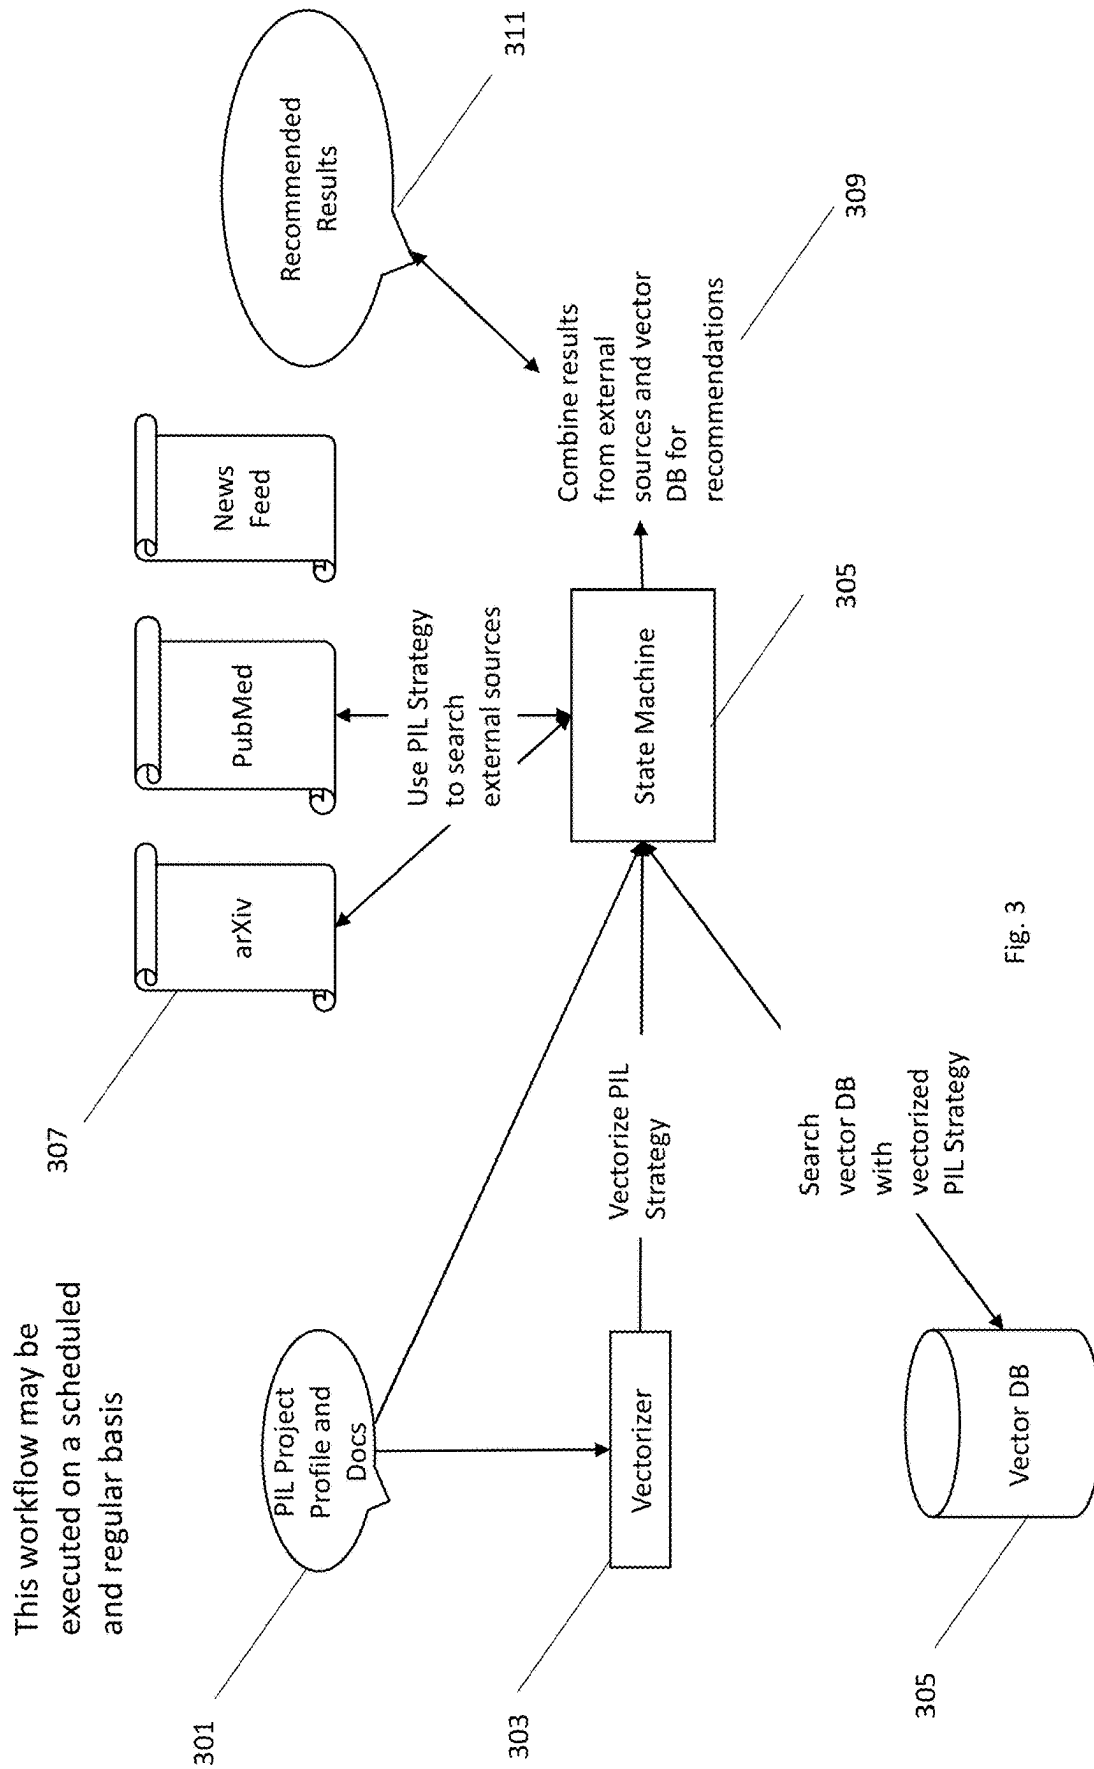 This workflow may be
executed on a scheduled
and regular basis
307
arXiv
PubMed
News
Feed
Recommended
Results
311
301
PIL Project
Profile and
Docs
Use PIL Strategy
to search
external sources
303
Vectorizer
Vectorize PIL
Strategy
State Machine
305
Combine results
from external
sources and vector
DB for
recommendations
309
305
Vector DB
Search
vector DB
with
vectorized
PIL Strategy
Fig. 3